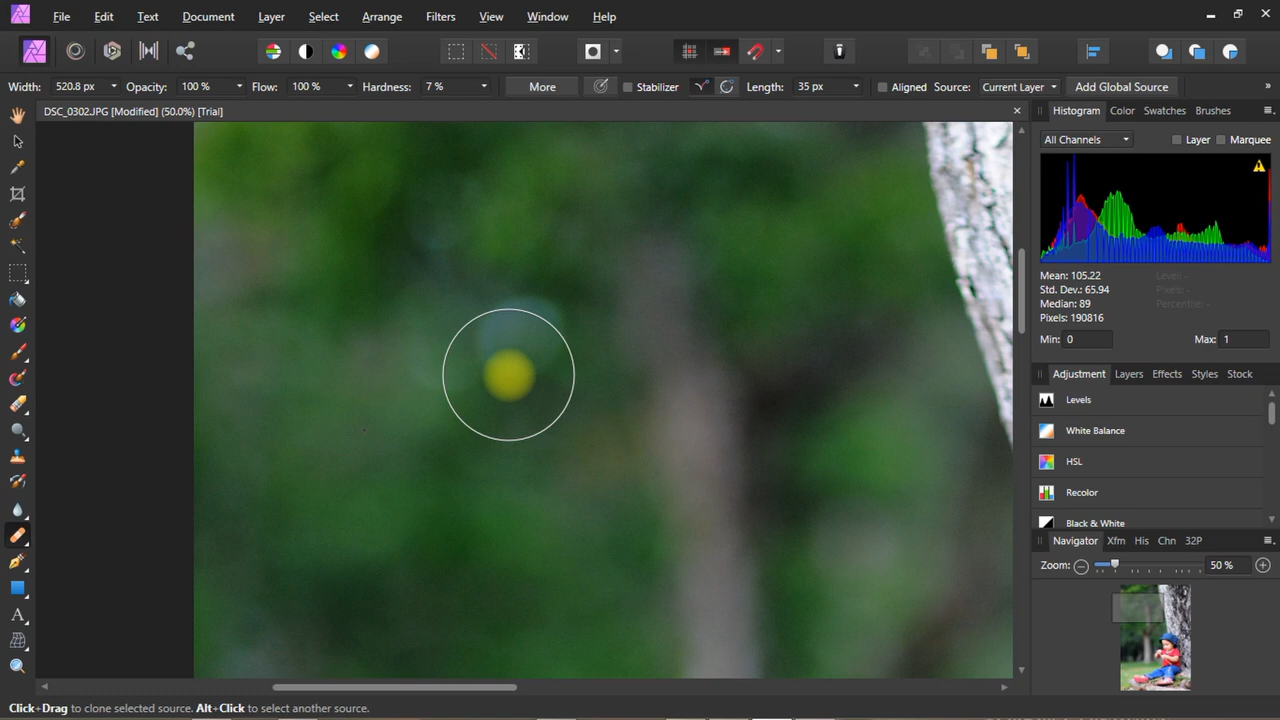 File Edit Text Document Layer Select Arrange Filters View Window Help
Width: 520.8 px Opacity: 100 % Flow: 100 % Hardness: 7 % More Stabilizer Length: 35 px Aligned Source: Current Layer Add Global Source »
DSC_0302.JPG [Modified] (50.0%) [Trial]
Histogram Color Swatches Brushes
All Channels Layer Marquee
Mean: 105.22 Level: -
Std. Dev.: 65.94 Pixels: -
Median: 89 Percentile: -
Pixels: 190816
Min: 0 Max: 1
Adjustment Layers Effects Styles Stock
Levels
White Balance
HSL
Recolor
Black & White
Navigator Xfm His Chn 32P
Zoom: 50 %
Click+Drag to clone selected source. Alt+Click to select another source.